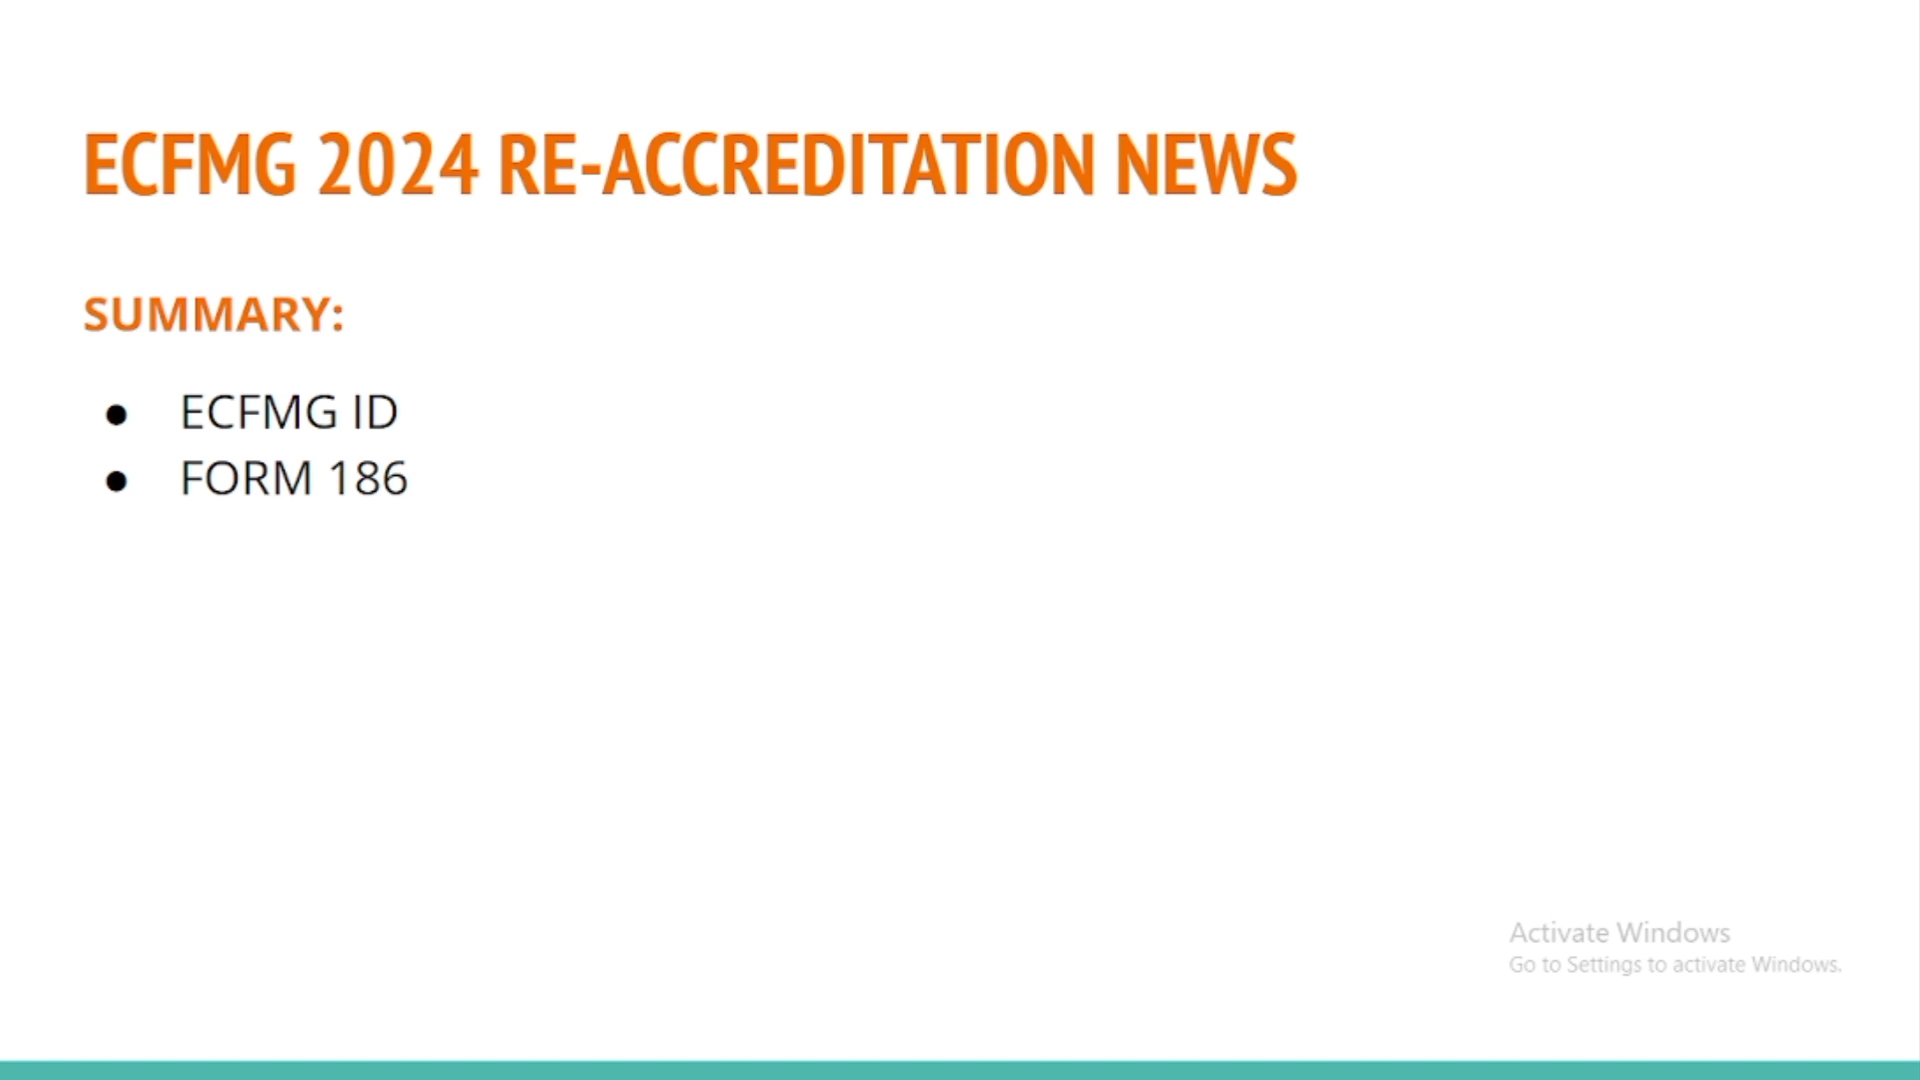 ECFMG 2024 RE-ACCREDITATION NEWS
SUMMARY:
● ECFMG ID
● FORM 186
Activate Windows
Go to Settings to activate Windows.